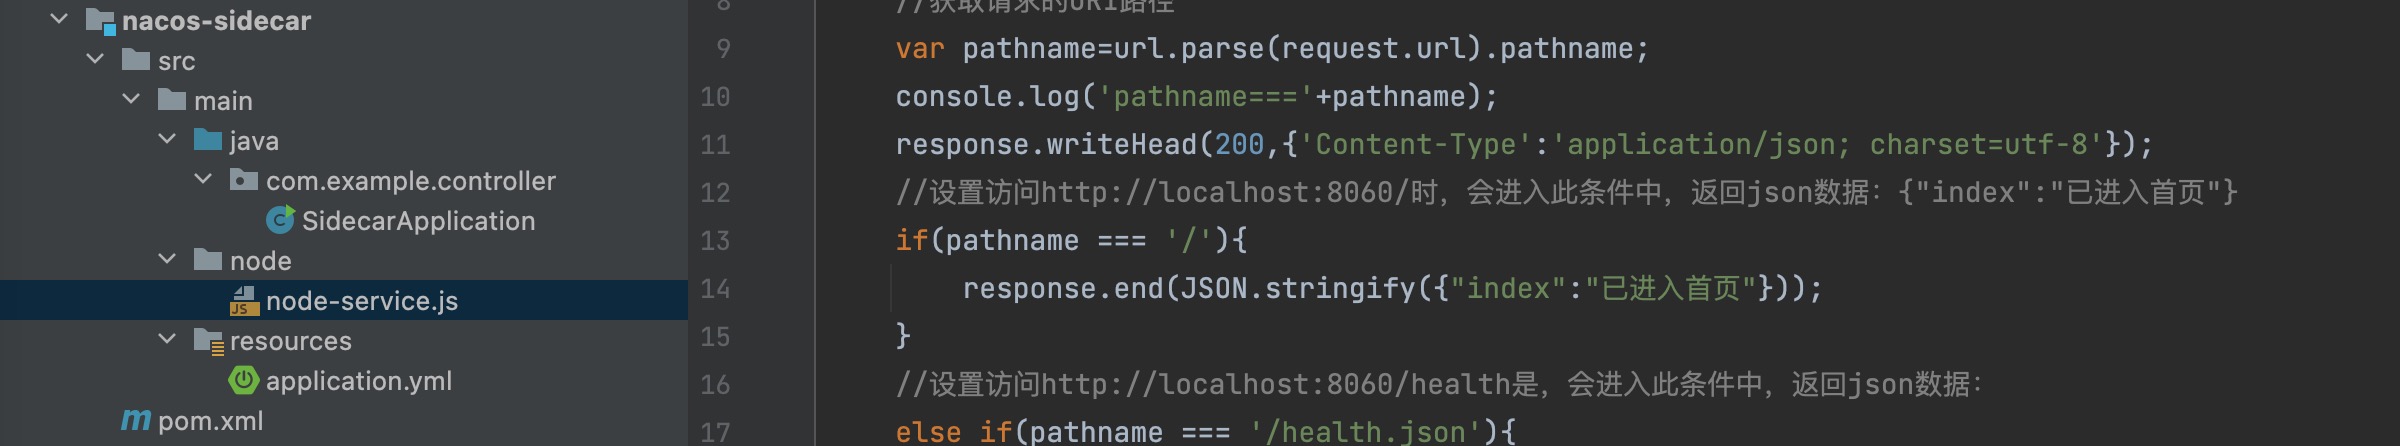 nacos-sidecar
src
main
java
com.example.controller
SidecarApplication
node
node-service.js
resources
application.yml
pom.xml
8 //获取请求的URI路径
9 var pathname=url.parse(request.url).pathname;
10 console.log('pathname==='+pathname);
11 response.writeHead(200,{'Content-Type':'application/json; charset=utf-8'});
12 //设置访问http://localhost:8060/时，会进入此条件中，返回json数据：{"index":"已进入首页"}
13 if(pathname === '/'){
14 response.end(JSON.stringify({"index":"已进入首页"}));
15 }
16 //设置访问http://localhost:8060/health是，会进入此条件中，返回json数据：
17 else if(pathname === '/health.json'){